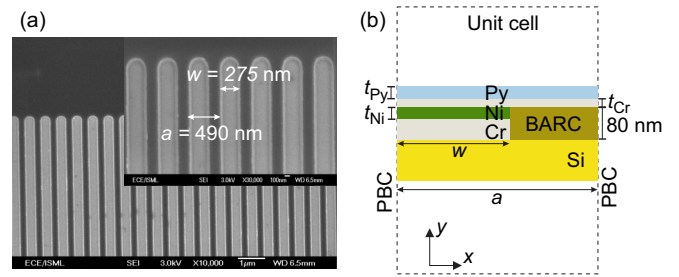 (a)
w = 275 nm
a = 490 nm
ECE/ISML SEI 3.0kV X30,000 100nm WD 6.5mm
ECE/ISML SEI 3.0kV X10,000 1μm WD 6.5mm
(b)
Unit cell
tPy
Py
tCr
tNi
Ni
Cr
BARC
80 nm
w
Si
PBC
a
PBC
y
x